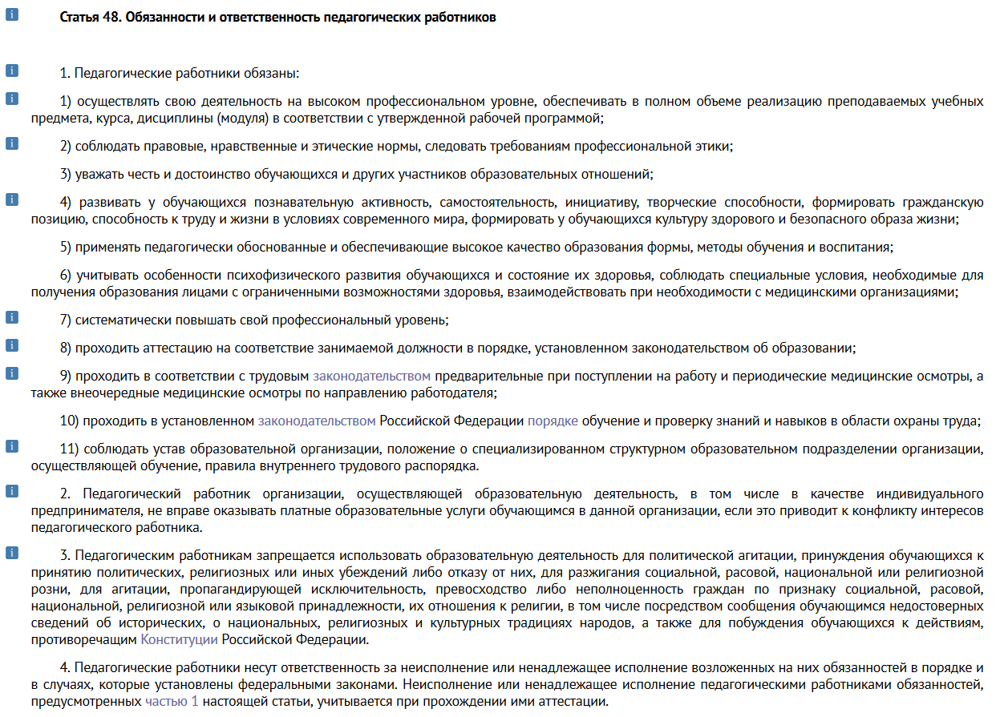 Статья 48. Обязанности и ответственность педагогических работников
1. Педагогические работники обязаны:
1) осуществлять свою деятельность на высоком профессиональном уровне, обеспечивать в полном объеме реализацию преподаваемых учебных
предмета, курса, дисциплины (модуля) в соответствии с утвержденной рабочей программой;
2) соблюдать правовые, нравственные и этические нормы, следовать требованиям профессиональной этики;
3) уважать честь и достоинство обучающихся и других участников образовательных отношений;
4) развивать у обучающихся познавательную активность, самостоятельность, инициативу, творческие способности, формировать гражданскую
позицию, способность к труду и жизни в условиях современного мира, формировать у обучающихся культуру здорового и безопасного образа жизни;
5) применять педагогически обоснованные и обеспечивающие высокое качество образования формы, методы обучения и воспитания;
6) учитывать особенности психофизического развития обучающихся и состояние их здоровья, соблюдать специальные условия, необходимые для
получения образования лицами с ограниченными возможностями здоровья, взаимодействовать при необходимости с медицинскими организациями;
7) систематически повышать свой профессиональный уровень;
8) проходить аттестацию на соответствие занимаемой должности в порядке, установленном законодательством об образовании;
9) проходить в соответствии с трудовым законодательством предварительные при поступлении на работу и периодические медицинские осмотры, а
также внеочередные медицинские осмотры по направлению работодателя;
10) проходить в установленном законодательством Российской Федерации порядке обучение и проверку знаний и навыков в области охраны труда;
11) соблюдать устав образовательной организации, положение о специализированном структурном образовательном подразделении организации,
осуществляющей обучение, правила внутреннего трудового распорядка.
2. Педагогический работник организации, осуществляющей образовательную деятельность, в том числе в качестве индивидуального
предпринимателя, не вправе оказывать платные образовательные услуги обучающимся в данной организации, если это приводит к конфликту интересов
педагогического работника.
3. Педагогическим работникам запрещается использовать образовательную деятельность для политической агитации, принуждения обучающихся к
принятию политических, религиозных или иных убеждений либо отказу от них, для разжигания социальной, расовой, национальной или религиозной
розни, для агитации, пропагандирующей исключительность, превосходство либо неполноценность граждан по признаку социальной, расовой,
национальной, религиозной или языковой принадлежности, их отношения к религии, в том числе посредством сообщения обучающимся недостоверных
сведений об исторических, о национальных, религиозных и культурных традициях народов, а также для побуждения обучающихся к действиям,
противоречащим Конституции Российской Федерации.
4. Педагогические работники несут ответственность за неисполнение или ненадлежащее исполнение возложенных на них обязанностей в порядке и
в случаях, которые установлены федеральными законами. Неисполнение или ненадлежащее исполнение педагогическими работниками обязанностей,
предусмотренных частью 1 настоящей статьи, учитывается при прохождении ими аттестации.